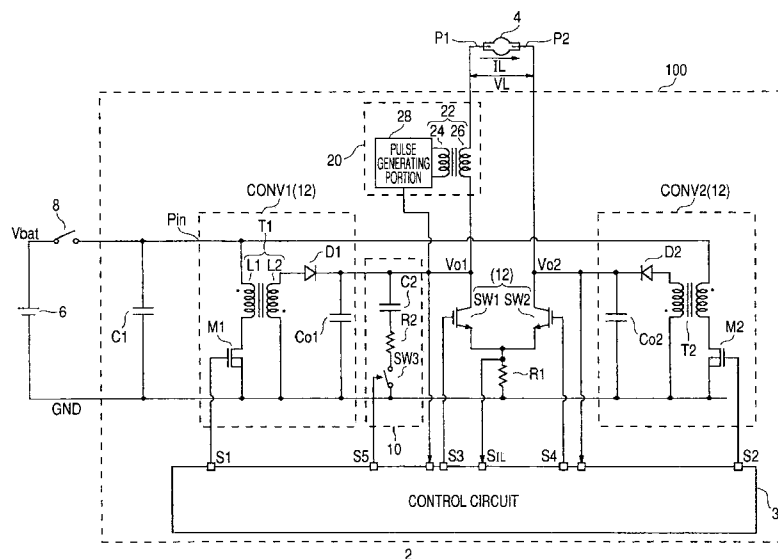 4
P1
P2
IL
VL
100
22
28
24
26
20
PULSE GENERATING PORTION
CONV1(12)
CONV2(12)
8
Pin
T1
Vbat
D1
Vo1
Vo2
D2
L1
L2
(12)
C2
SW1
SW2
6
C1
M1
Co1
R2
SW3
Co2
T2
M2
R1
GND
10
S1
S5
S3
SIL
S4
S2
CONTROL CIRCUIT
3
2